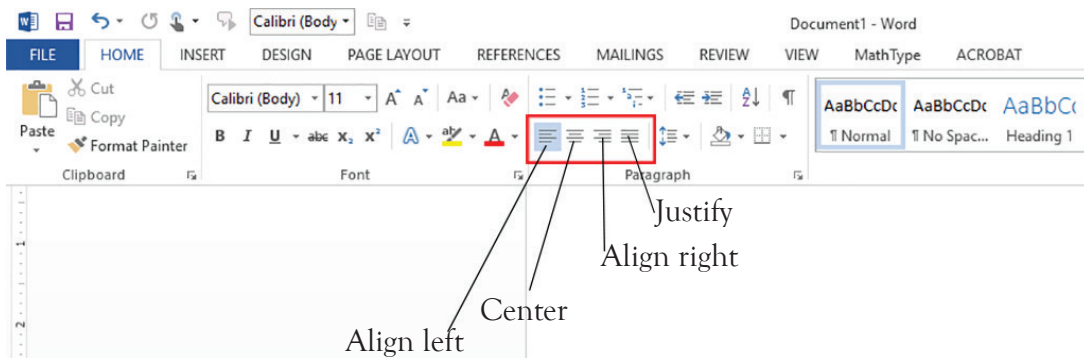 Calibri (Body
Document1 - Word
FILE HOME INSERT DESIGN PAGE LAYOUT REFERENCES MAILINGS REVIEW VIEW MathType ACROBAT
Cut
Copy
Paste
Format Painter
Clipboard
Calibri (Body) 11 A A Aa
B I U abc X₂ X² A aby A
Font
Paragraph
AaBbCcDc AaBbCcDc AaBbCc
¶ Normal ¶ No Spac... Heading 1
1
2
Justify
Align right
Center
Align left